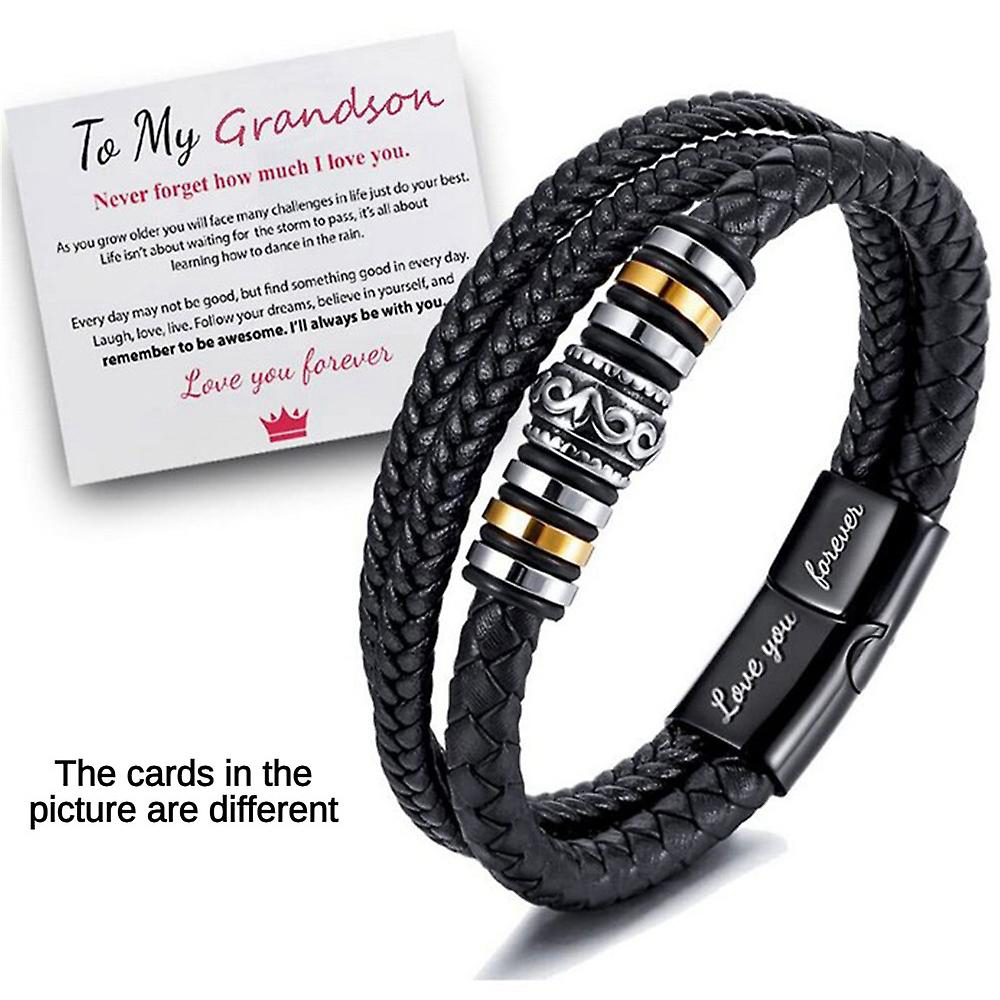 To My Grandson
Never forget how much I love you.
As you grow older you will face many challenges in life just do your best.
Life isn't about waiting for the storm to pass, it's all about
learning how to dance in the rain.
Every day may not be good, but find something good in every day.
Laugh, love, live. Follow your dreams, believe in yourself, and
remember to be awesome. I'll always be with you.
Love you forever
forever
Love you
The cards in the
picture are different